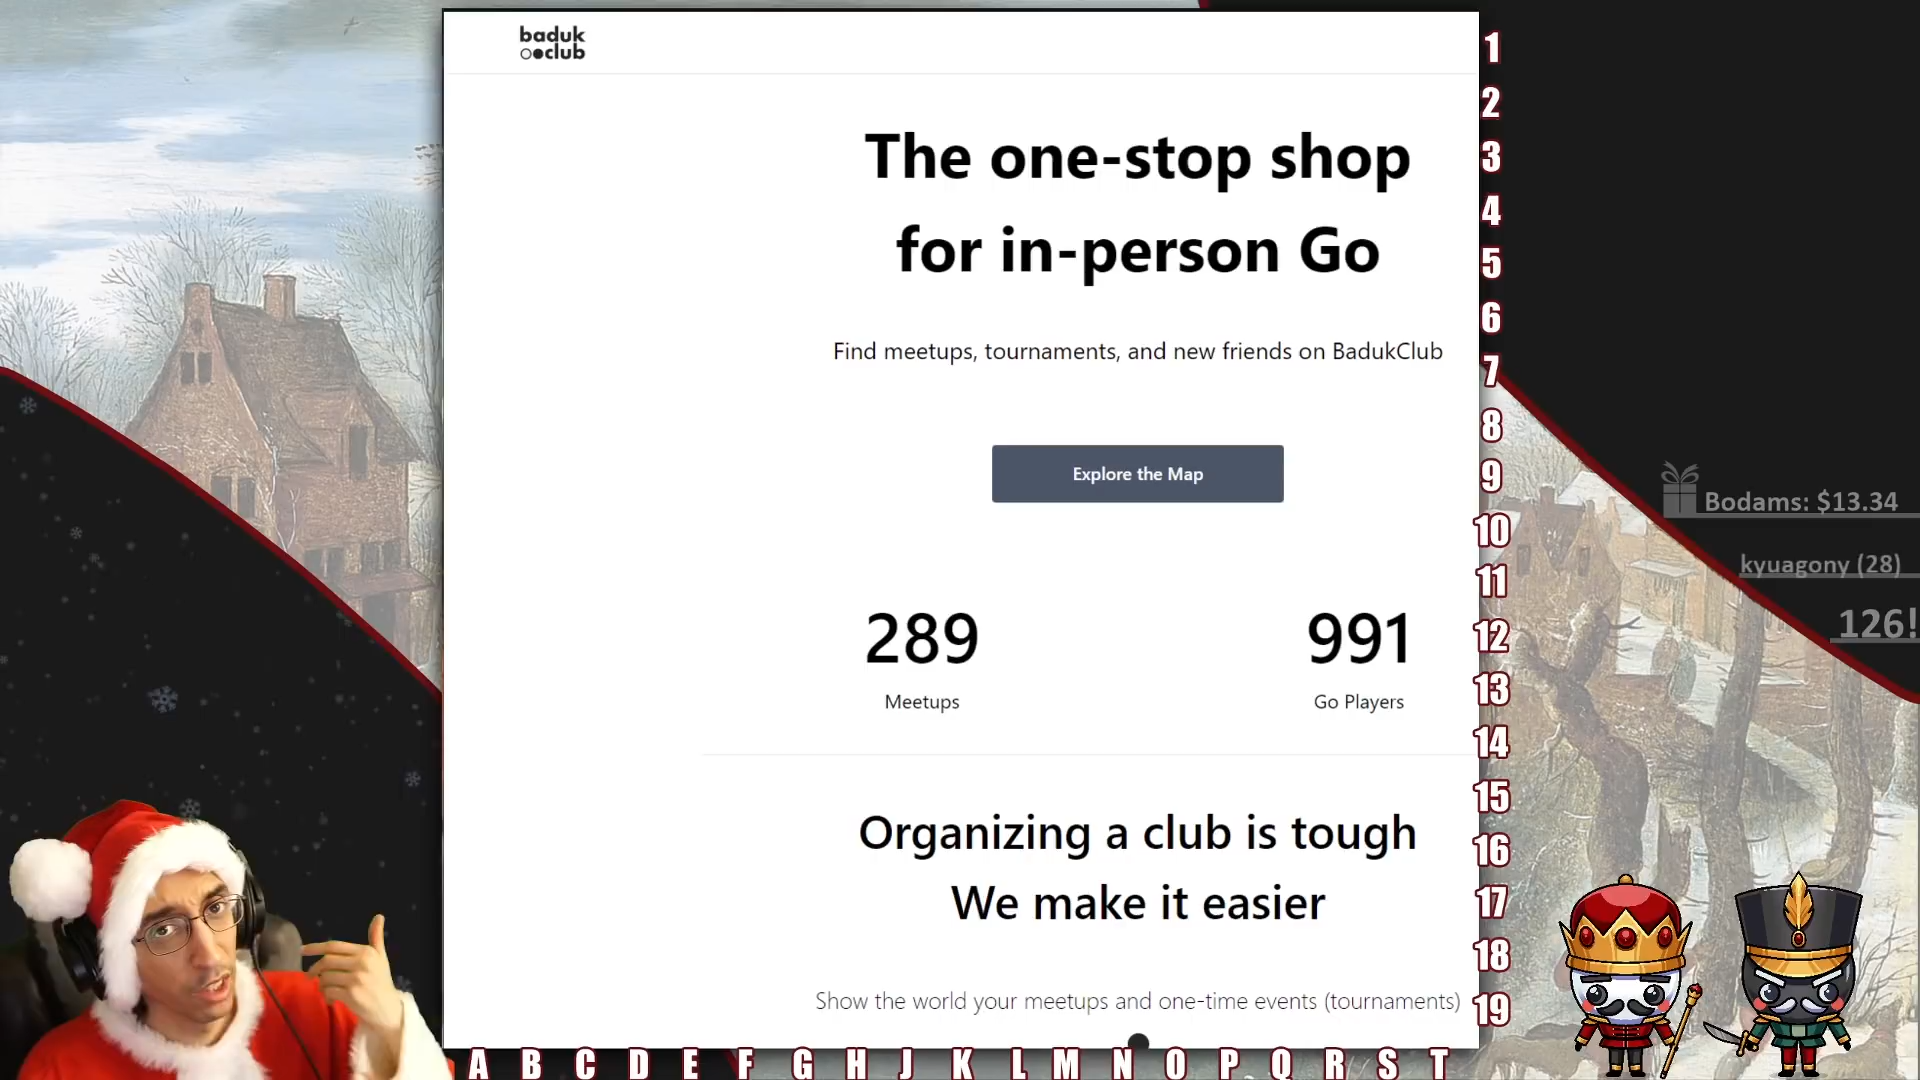 baduk
club
The one-stop shop
for in-person Go
Find meetups, tournaments, and new friends on BadukClub
Explore the Map
289
Meetups
991
Go Players
Organizing a club is tough
We make it easier
Show the world your meetups and one-time events (tournaments)
1
2
3
4
5
6
7
8
9
10
11
12
13
14
15
16
17
18
19
A B C D E F G H J K L M N O P Q R S T
Bodams: $13.34
kyuagony (28)
126!